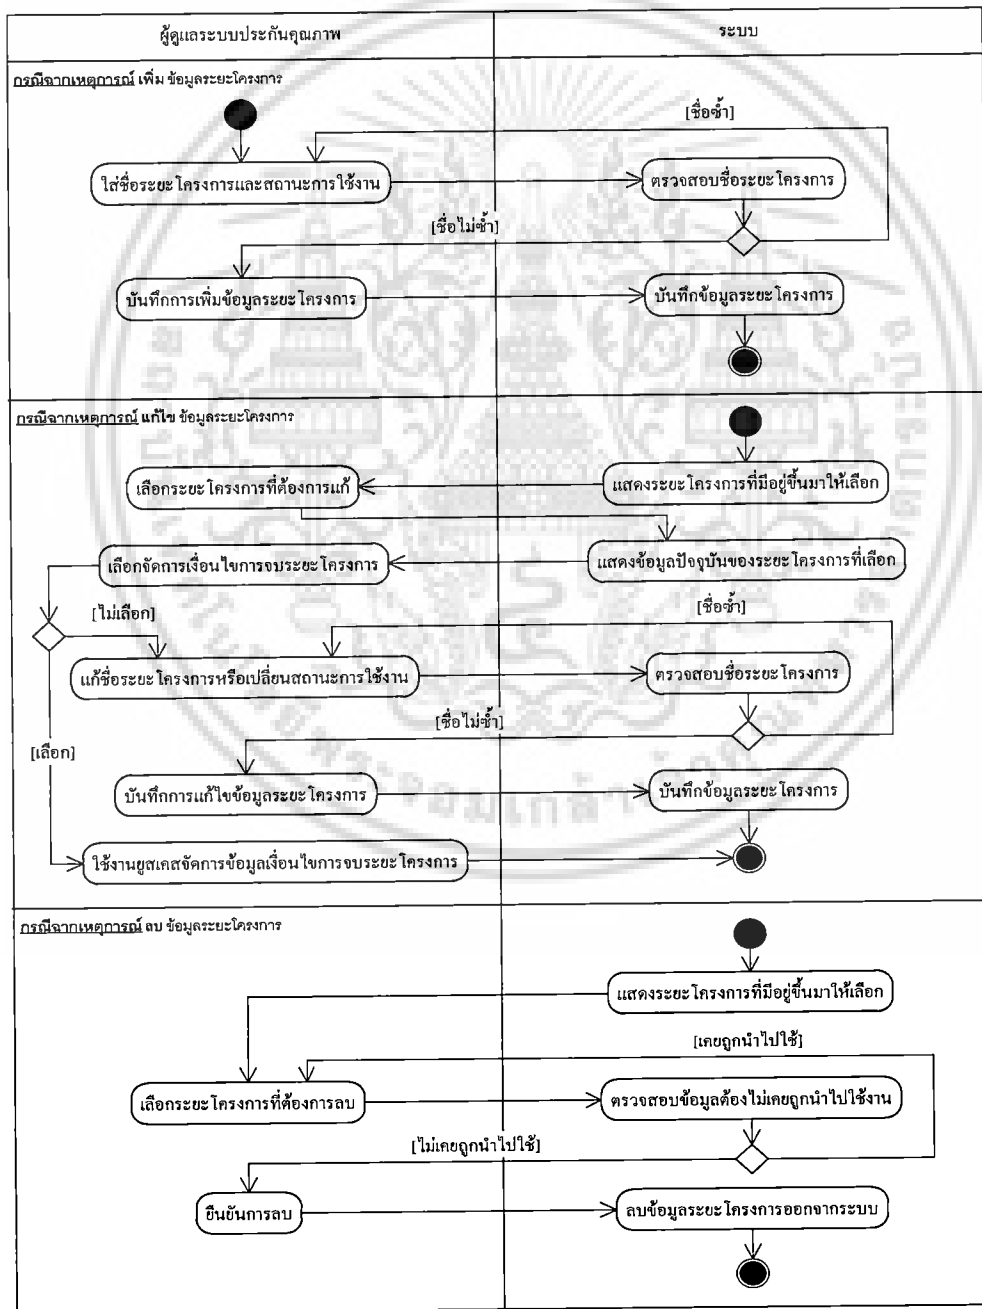 ผู้ดูแลระบบประกันคุณภาพ
ระบบ
กรณีฉากเหตุการณ์ เพิ่ม ข้อมูลระยะโครงการ
[ชื่อซ้ำ]
ใส่ชื่อระยะโครงการและสถานะการใช้งาน
ตรวจสอบชื่อระยะโครงการ
[ชื่อไม่ซ้ำ]
บันทึกการเพิ่มข้อมูลระยะโครงการ
บันทึกข้อมูลระยะโครงการ
กรณีฉากเหตุการณ์ แก้ไข ข้อมูลระยะโครงการ
เลือกระยะโครงการที่ต้องการแก้
แสดงระยะโครงการที่มีอยู่ขึ้นมาให้เลือก
เลือกจัดการเงื่อนไขการจบระยะโครงการ
แสดงข้อมูลปัจจุบันของระยะโครงการที่เลือก
[ไม่เลือก]
[ชื่อซ้ำ]
แก้ชื่อระยะโครงการหรือเปลี่ยนสถานะการใช้งาน
ตรวจสอบชื่อระยะโครงการ
[ชื่อไม่ซ้ำ]
[เลือก]
บันทึกการแก้ไขข้อมูลระยะโครงการ
บันทึกข้อมูลระยะโครงการ
ใช้งานยูสเคสจัดการข้อมูลเงื่อนไขการจบระยะโครงการ
กรณีฉากเหตุการณ์ ลบ ข้อมูลระยะโครงการ
แสดงระยะโครงการที่มีอยู่ขึ้นมาให้เลือก
[เคยถูกนำไปใช้]
เลือกระยะโครงการที่ต้องการลบ
ตรวจสอบข้อมูลต้องไม่เคยถูกนำไปใช้งาน
[ไม่เคยถูกนำไปใช้]
ยืนยันการลบ
ลบข้อมูลระยะโครงการออกจากระบบ